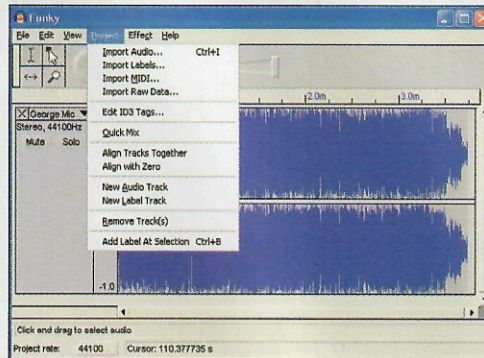 Funky
File Edit View Project Effect Help
Import Audio... Ctrl+I
Import Labels...
Import MIDI...
Import Raw Data...
Edit ID3 Tags...
Quick Mix
Align Tracks Together
Align with Zero
New Audio Track
New Label Track
Remove Track(s)
Add Label At Selection Ctrl+B
2.0m 3.0m
George Mic
Stereo, 44100Hz
Mute Solo
-1.0
Click and drag to select audio
Project rate: 44100 Cursor: 110.377735 s